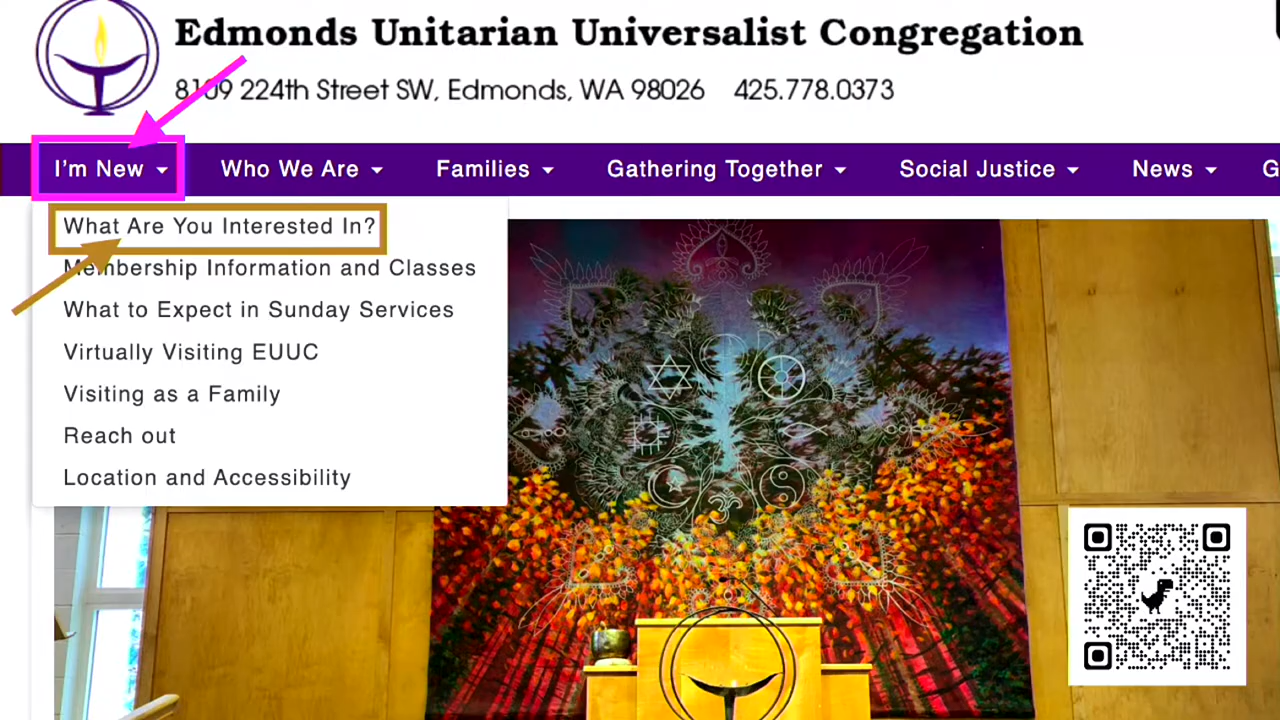 Edmonds Unitarian Universalist Congregation
8109 224th Street SW, Edmonds, WA 98026 425.778.0373
I'm New Who We Are Families Gathering Together Social Justice News G
What Are You Interested In?
Membership Information and Classes
What to Expect in Sunday Services
Virtually Visiting EUUC
Visiting as a Family
Reach out
Location and Accessibility